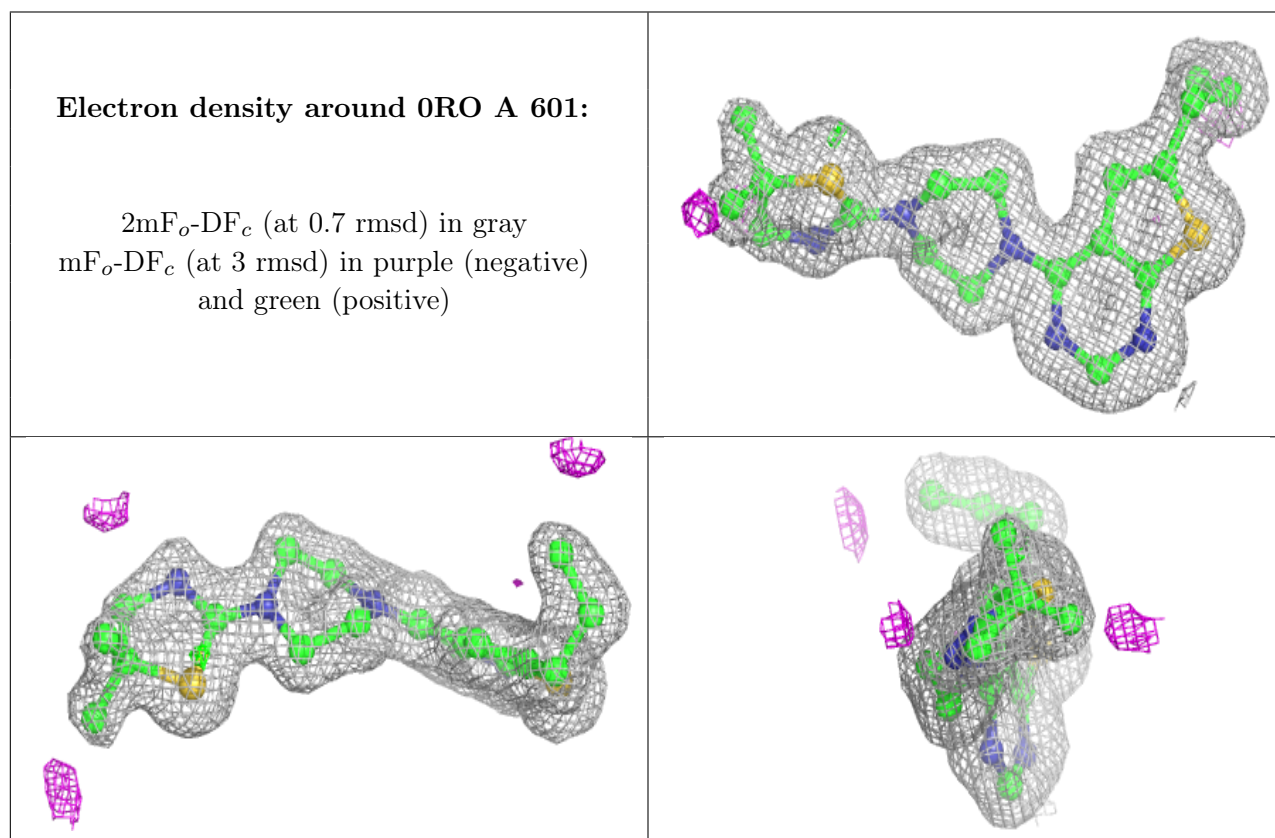 Electron density around 0RO A 601:
2mFo-DFc (at 0.7 rmsd) in gray
mFo-DFc (at 3 rmsd) in purple (negative)
and green (positive)